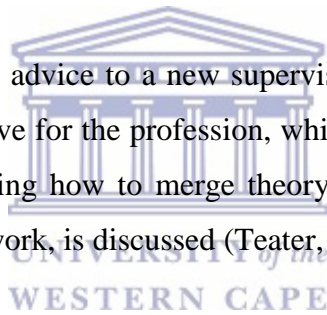 advice to a new supervis
ve for the profession, whi
ing how to merge theory
work, is discussed (Teater,
UNIVERSITY of the
WESTERN CAPE